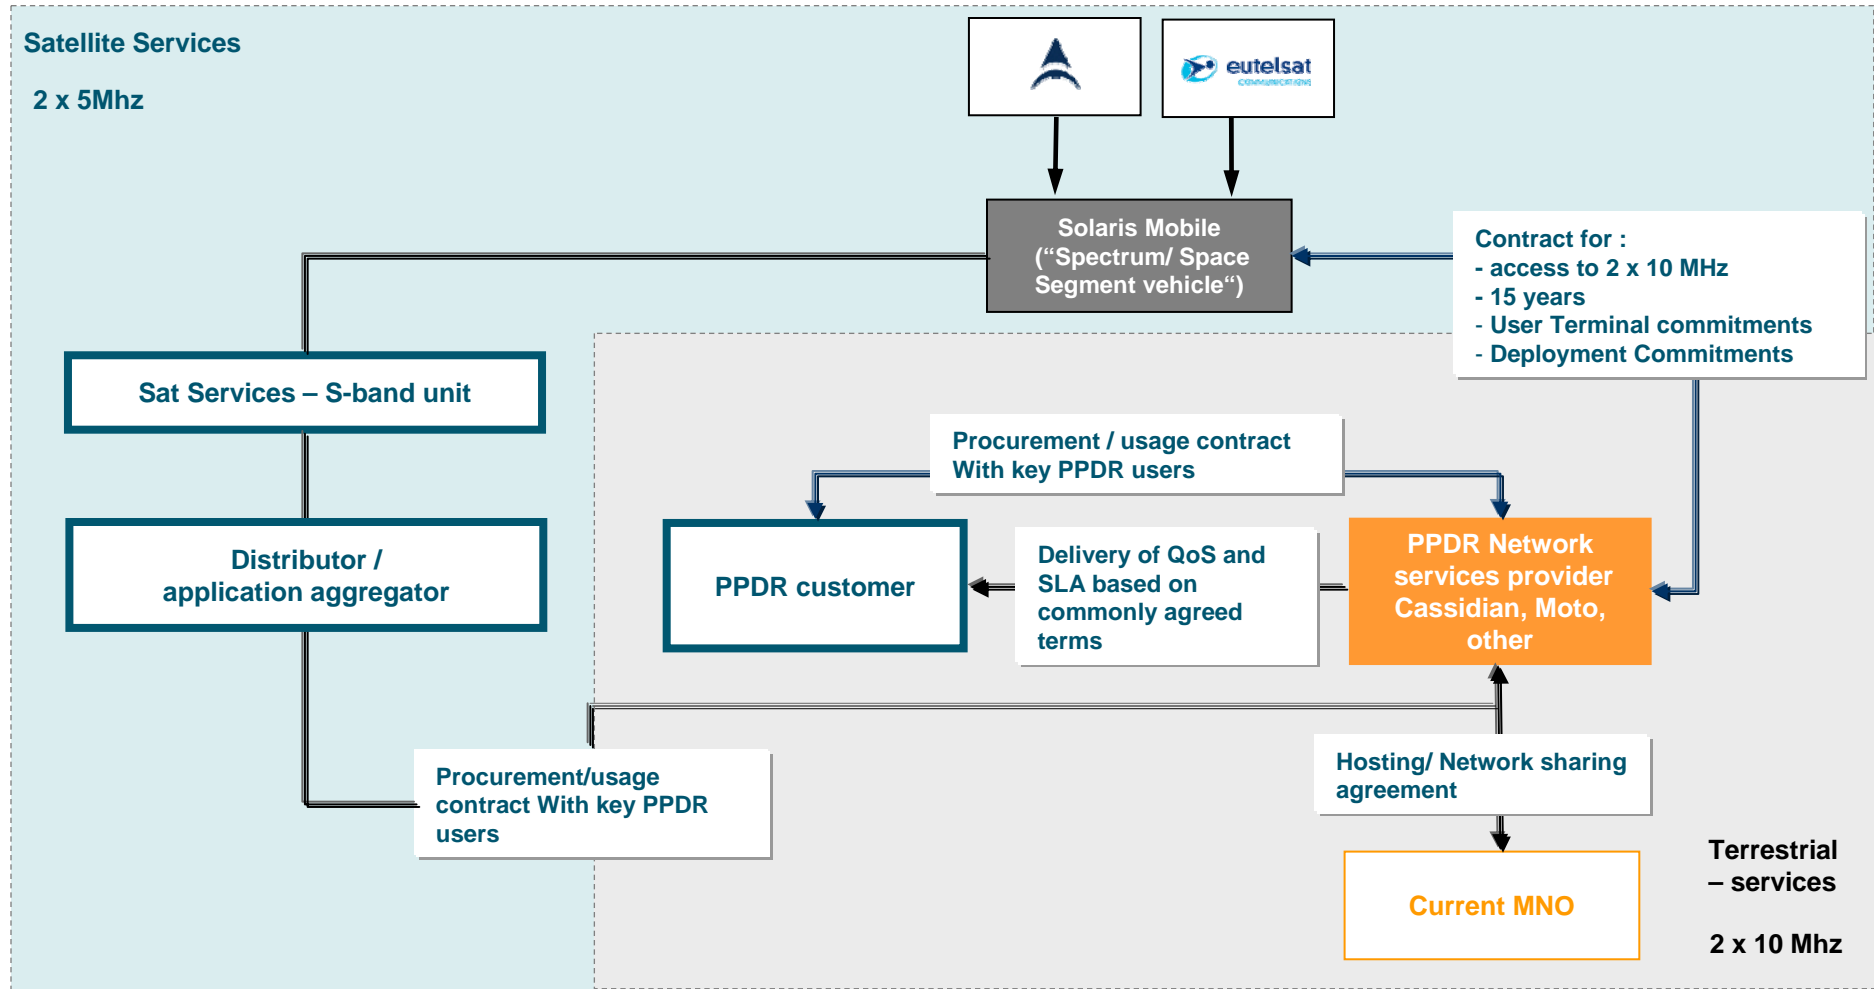 Satellite Services
2 x 5Mhz
eutelsat
COMMUNICATIONS
Solaris Mobile
(“Spectrum/ Space
Segment vehicle“)
Contract for :
- access to 2 x 10 MHz
- 15 years
- User Terminal commitments
- Deployment Commitments
Sat Services – S-band unit
Procurement / usage contract
With key PPDR users
Distributor /
application aggregator
PPDR customer
Delivery of QoS and
SLA based on
commonly agreed
terms
PPDR Network
services provider
Cassidian, Moto,
other
Procurement/usage
contract With key PPDR
users
Hosting/ Network sharing
agreement
Current MNO
Terrestrial
– services
2 x 10 Mhz